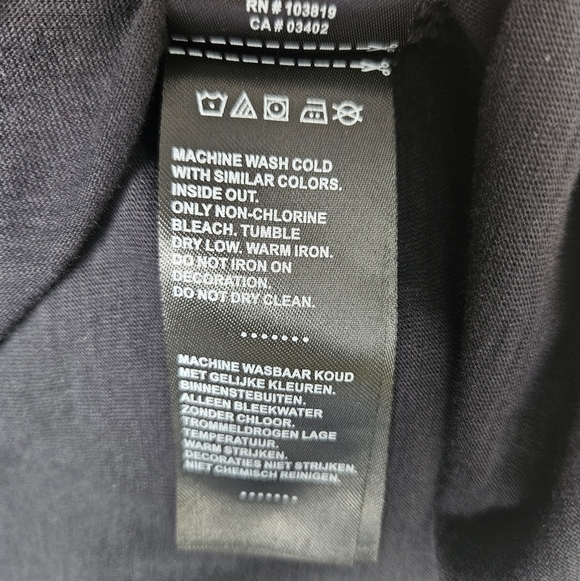 RN # 103819
CA # 03402
MACHINE WASH COLD
WITH SIMILAR COLORS.
INSIDE OUT.
ONLY NON-CHLORINE
BLEACH. TUMBLE
DRY LOW. WARM IRON.
DO NOT IRON ON
DECORATION.
DO NOT DRY CLEAN.
MACHINE WASBAAR KOUD
MET GELIJKE KLEUREN.
BINNENSTEBUITEN.
ALLEEN BLEEKWATER
ZONDER CHLOOR.
TROMMELDROGEN LAGE
TEMPERATUUR.
WARM STRIJKEN.
DECORATIES NIET STRIJKEN.
NIET CHEMISCH REINIGEN.